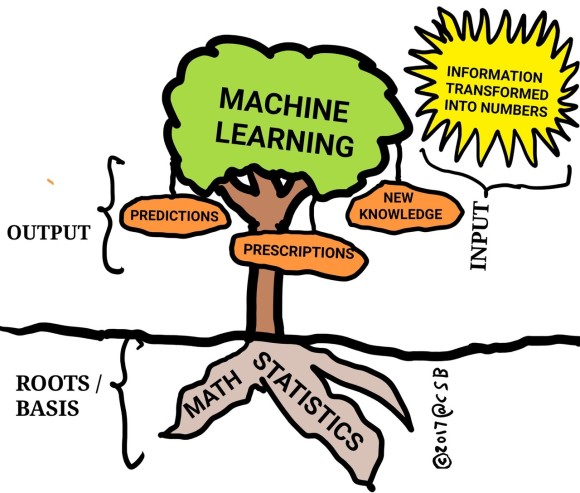 MACHINE
LEARNING
INFORMATION
TRANSFORMED
INTO NUMBERS
INPUT
OUTPUT
PREDICTIONS
PRESCRIPTIONS
NEW
KNOWLEDGE
ROOTS /
BASIS
MATH
STATISTICS
©2017@CSB